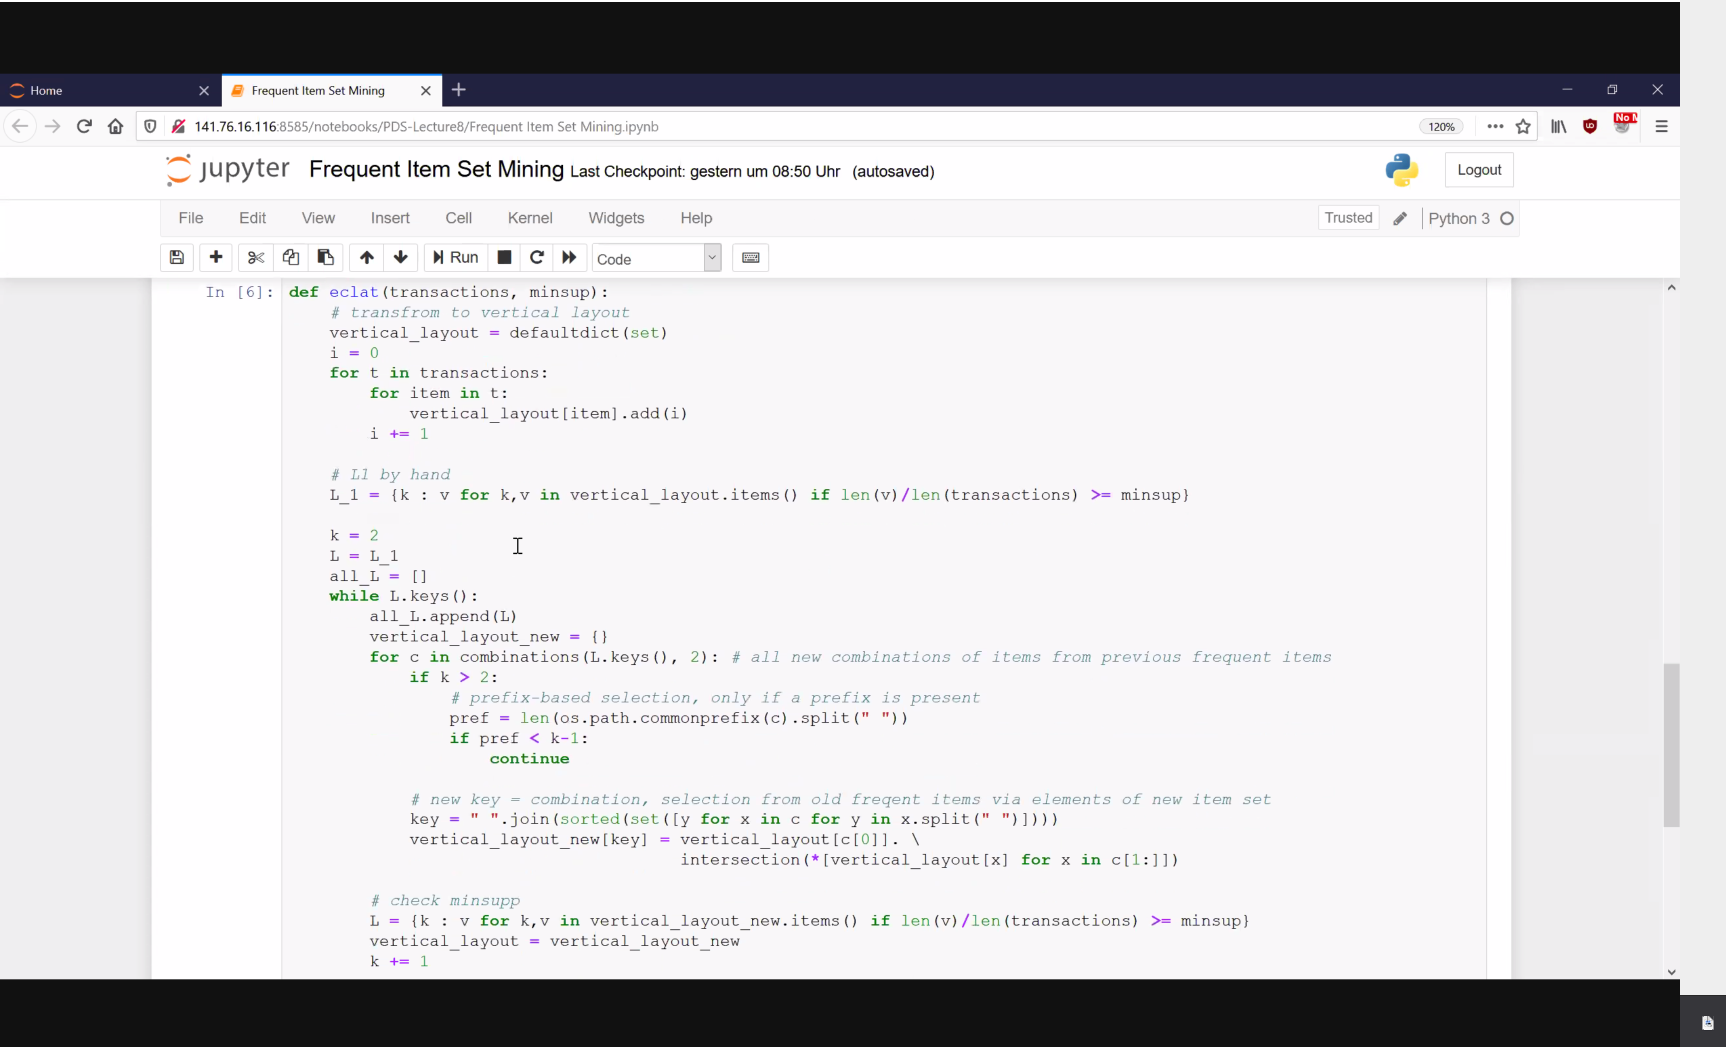 Home
Frequent Item Set Mining
141.76.16.116:8585/notebooks/PDS-Lecture8/Frequent Item Set Mining.ipynb
120%
jupyter Frequent Item Set Mining Last Checkpoint: gestern um 08:50 Uhr (autosaved)
Logout
File Edit View Insert Cell Kernel Widgets Help
Trusted Python 3
Run Code
In [6]: def eclat(transactions, minsup):
# transfrom to vertical layout
vertical_layout = defaultdict(set)
i = 0
for t in transactions:
for item in t:
vertical_layout[item].add(i)
i += 1
# L1 by hand
L_1 = {k : v for k,v in vertical_layout.items() if len(v)/len(transactions) >= minsup}
k = 2
L = L_1
all_L = []
while L.keys():
all_L.append(L)
vertical_layout_new = {}
for c in combinations(L.keys(), 2): # all new combinations of items from previous frequent items
if k > 2:
# prefix-based selection, only if a prefix is present
pref = len(os.path.commonprefix(c).split(" "))
if pref < k-1:
continue
# new key = combination, selection from old freqent items via elements of new item set
key = " ".join(sorted(set([y for x in c for y in x.split(" ")])))
vertical_layout_new[key] = vertical_layout[c[0]]. \
intersection(*[vertical_layout[x] for x in c[1:]])
# check minsupp
L = {k : v for k,v in vertical_layout_new.items() if len(v)/len(transactions) >= minsup}
vertical_layout = vertical_layout_new
k += 1